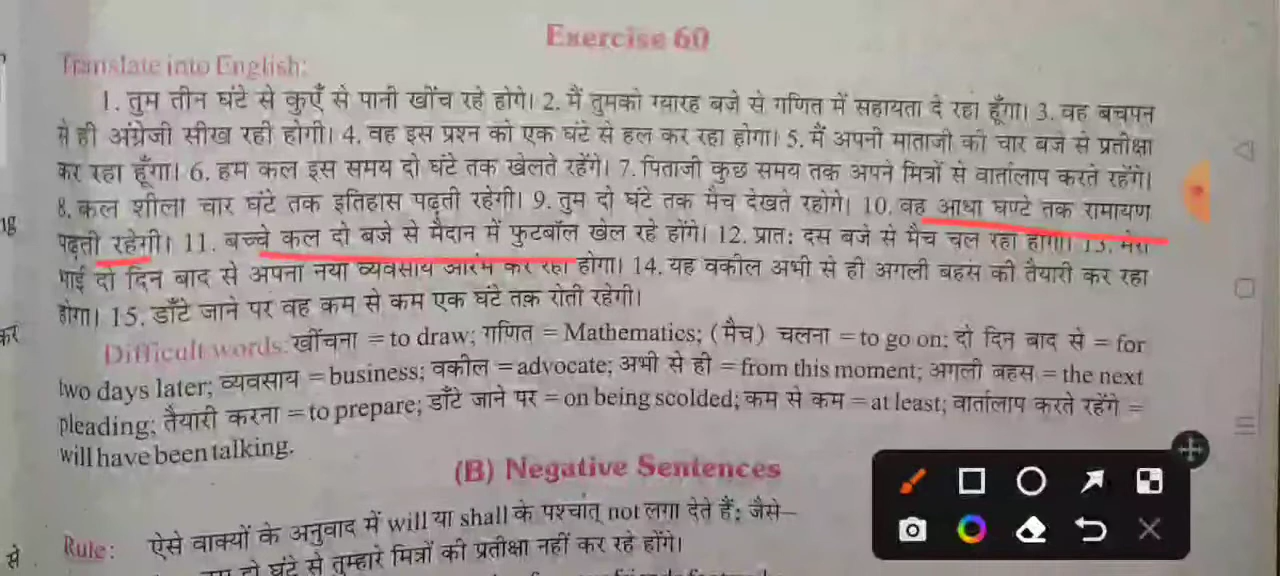 Exercise 60
Translate into English:
1. तुम तीन घंटे से कुएँ से पानी खींच रहे होगे। 2. मैं तुमको ग्यारह बजे से गणित में सहायता दे रहा हूँगा। 3. वह बचपन
से ही अंग्रेजी सीख रही होगी। 4. वह इस प्रश्न को एक घंटे से हल कर रहा होगा। 5. मैं अपनी माताजी की चार बजे से प्रतीक्षा
कर रहा हूँगा। 6. हम कल इस समय दो घंटे तक खेलते रहेंगे। 7. पिताजी कुछ समय तक अपने मित्रों से वार्तालाप करते रहेंगे।
8. कल शीला चार घंटे तक इतिहास पढ़ती रहेगी। 9. तुम दो घंटे तक मैच देखते रहोगे। 10. वह आधा घण्टे तक रामायण
पढ़ती रहेगी। 11. बच्चे कल दो बजे से मैदान में फुटबॉल खेल रहे होंगे। 12. प्रातः दस बजे से मैच चल रहा होगा। 13. मेरा
भाई दो दिन बाद से अपना नया व्यवसाय आरंभ कर रहा होगा। 14. यह वकील अभी से ही अगली बहस की तैयारी कर रहा
होगा। 15. डाँटे जाने पर वह कम से कम एक घंटे तक रोती रहेगी।
Difficult words: खींचना = to draw; गणित = Mathematics; (मैच) चलना = to go on; दो दिन बाद से = for
two days later; व्यवसाय = business; वकील = advocate; अभी से ही = from this moment; अगली बहस = the next
pleading; तैयारी करना = to prepare; डाँटे जाने पर = on being scolded; कम से कम = at least; वार्तालाप करते रहेंगे =
will have been talking.
(B) Negative Sentences
Rule: ऐसे वाक्यों के अनुवाद में will या shall के पश्चात् not लगा देते हैं; जैसे—
घंटे से तुम्हारे मित्रों की प्रतीक्षा नहीं कर रहे होंगे।